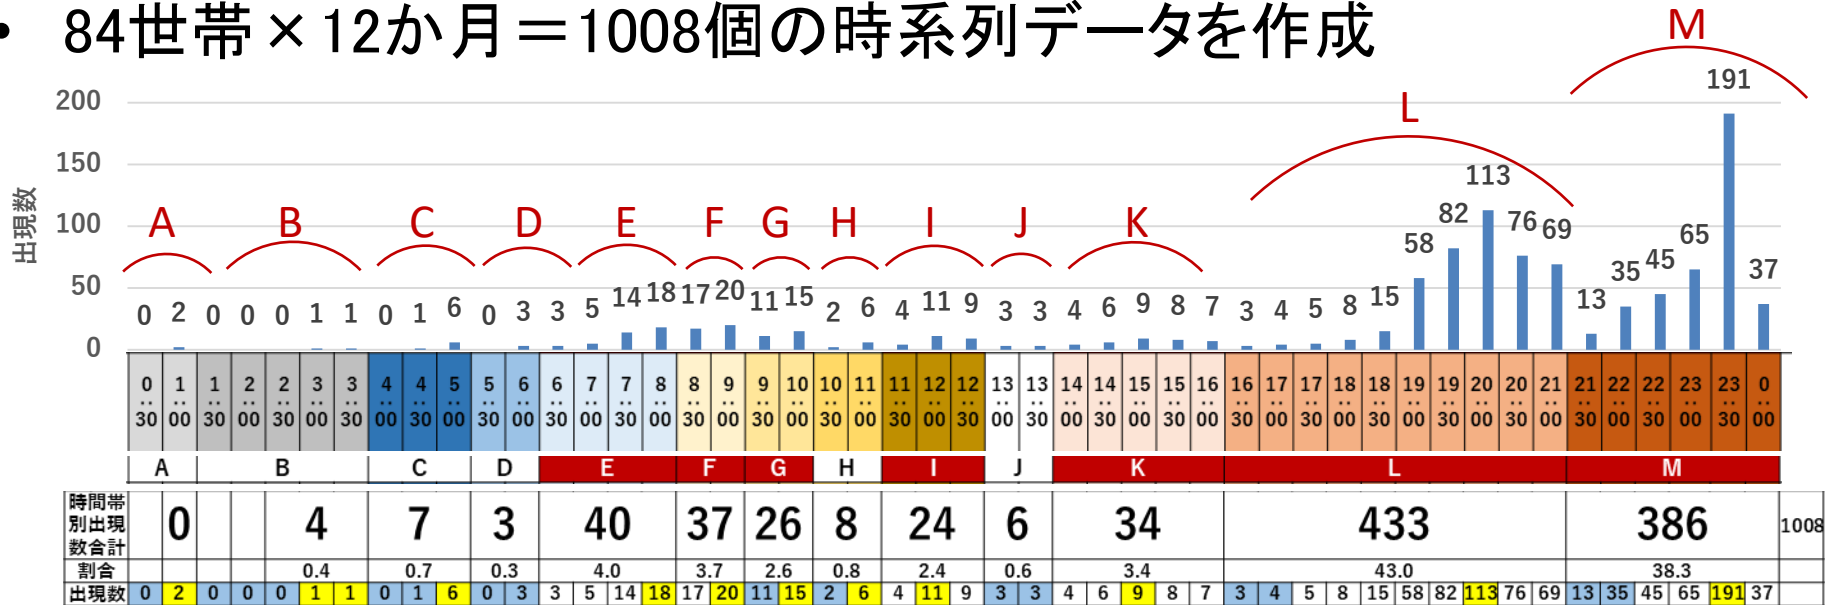 • 84世帯×12か月＝1008個の時系列データを作成
M
191
200
L
150
113
出現数
A B C D E F G H I J K
100
82 76 69
58 65
50
0 2 0 0 0 1 1 0 1 6 0 3 3 5 14 18 17 20 11 15 2 6 4 11 9 3 3 4 6 9 8 7 3 4 5 8 15 13 35 45 37
0
0:30 1:00 1:30 2:00 2:30 3:00 3:30 4:00 4:30 5:00 5:30 6:00 6:30 7:00 7:30 8:00 8:30 9:00 9:30 10:00 10:30 11:00 11:30 12:00 12:30 13:00 13:30 14:00 14:30 15:00 15:30 16:00 16:30 17:00 17:30 18:00 18:30 19:00 19:30 20:00 20:30 21:00 21:30 22:00 22:30 23:00 23:30 0:00
A B C D E F G H I J K L M
時間帯
別出現
数合計
0 4 7 3 40 37 26 8 24 6 34 433 386 1008
割合 0.4 0.7 0.3 4.0 3.7 2.6 0.8 2.4 0.6 3.4 43.0 38.3
出現数 0 2 0 0 0 1 1 0 1 6 0 3 3 5 14 18 17 20 11 15 2 6 4 11 9 3 3 4 6 9 8 7 3 4 5 8 15 58 82 113 76 69 13 35 45 65 191 37